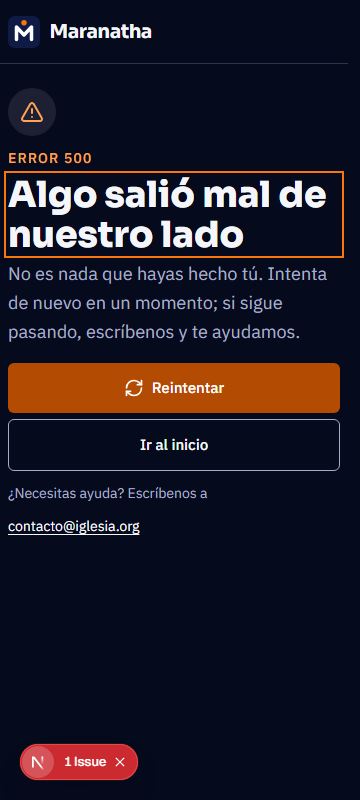 Maranatha
ERROR 500
Algo salió mal de
nuestro lado
No es nada que hayas hecho tú. Intenta
de nuevo en un momento; si sigue
pasando, escríbenos y te ayudamos.
Reintentar
Ir al inicio
¿Necesitas ayuda? Escríbenos a
contacto@iglesia.org
1 Issue